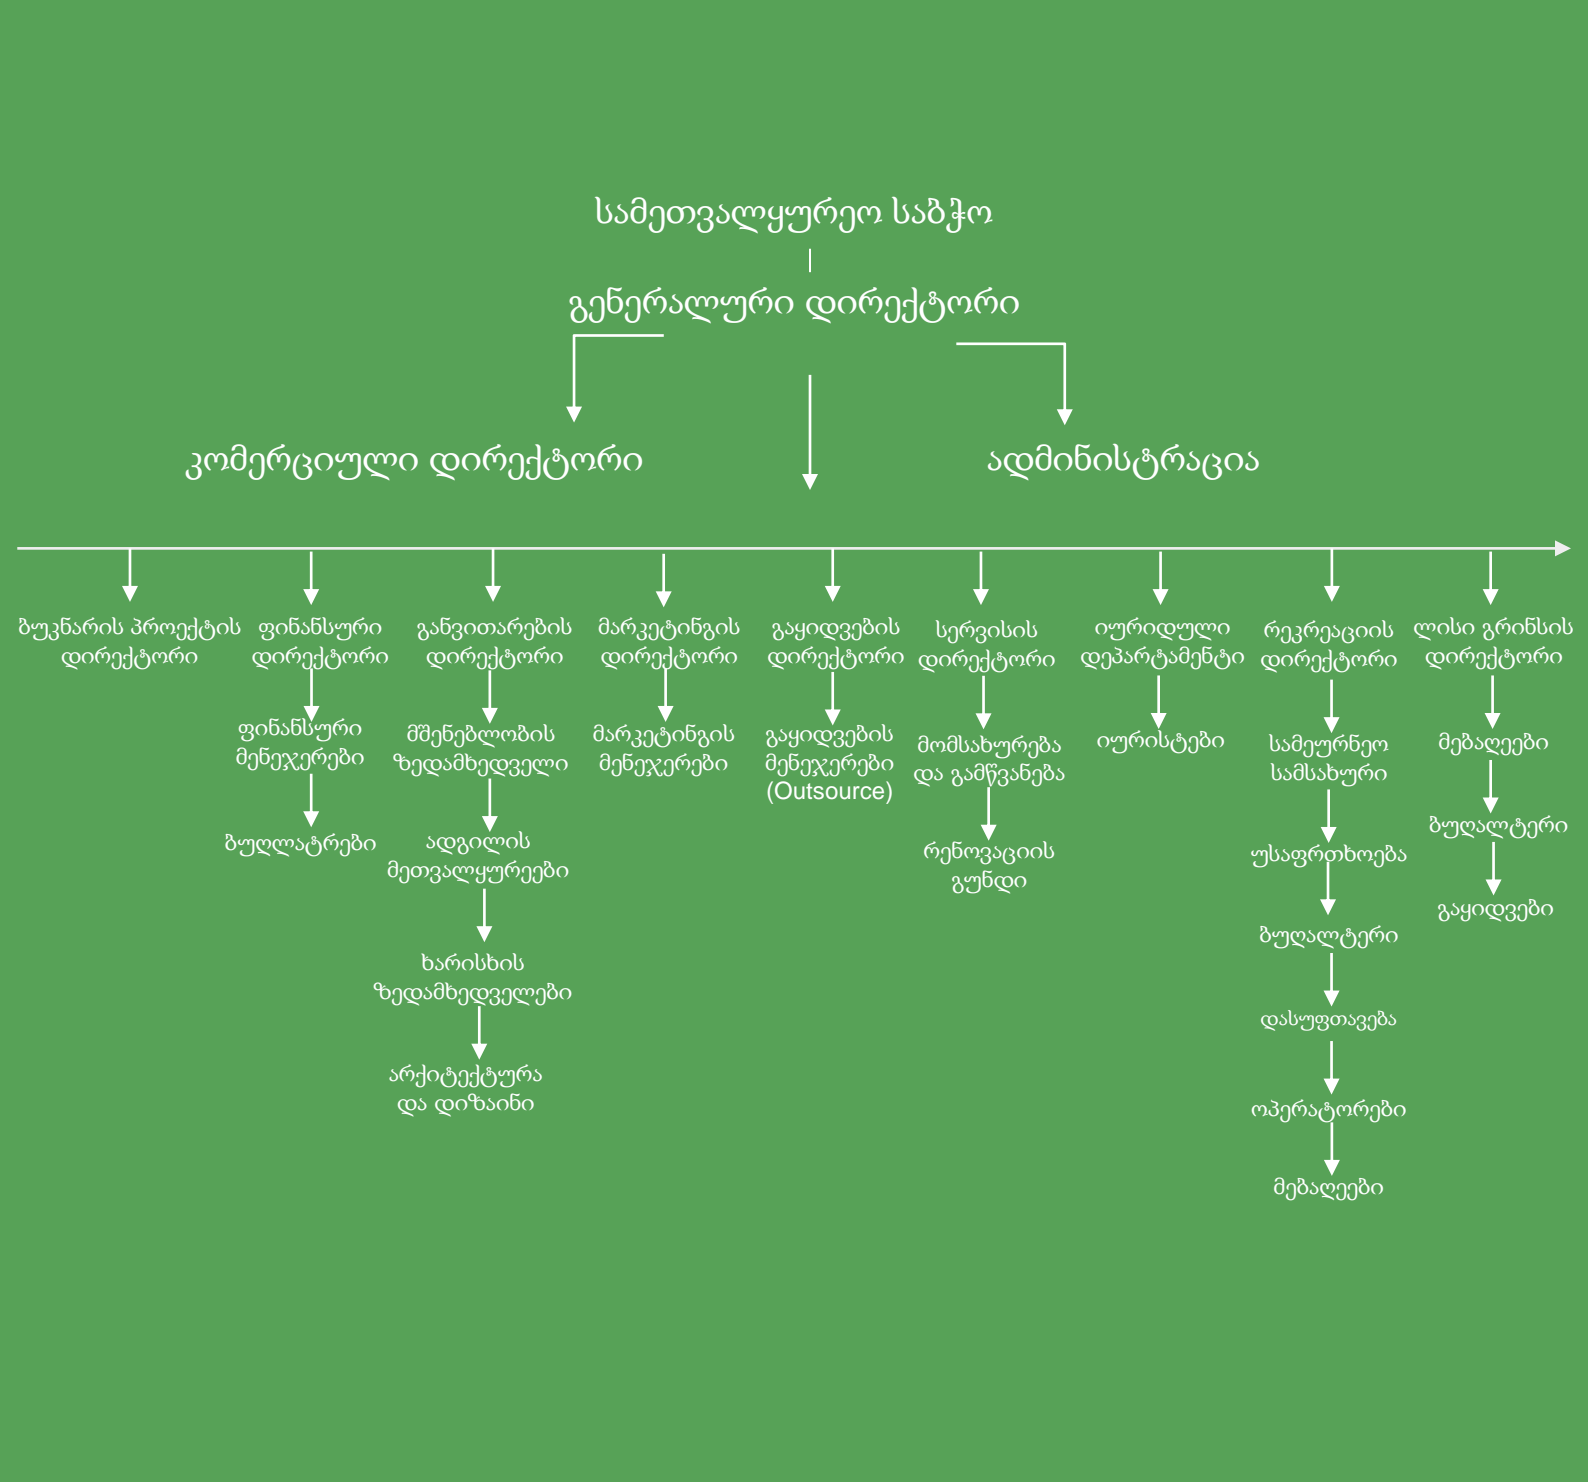 სამეთვალყურეო საბჭო
გენერალური დირექტორი
კომერციული დირექტორი
ადმინისტრაცია
ბუკნარის პროექტის
დირექტორი
ფინანსური
დირექტორი
ფინანსური
მენეჯერები
ბუღლატრები
განვითარების
დირექტორი
მშენებლობის
ზედამხედველი
ადგილის
მეთვალყურეები
ხარისხის
ზედამხედველები
არქიტექტურა
და დიზაინი
მარკეტინგის
დირექტორი
მარკეტინგის
მენეჯერები
გაყიდვების
დირექტორი
გაყიდვების
მენეჯერები
(Outsource)
სერვისის
დირექტორი
მომსახურება
და გამწვანება
რენოვაციის
გუნდი
იურიდული
დეპარტამენტი
იურისტები
რეკრეაციის
დირექტორი
სამეურნეო
სამსახური
უსაფრთხოება
ბუღალტერი
დასუფთავება
ოპერატორები
მებაღეები
ლისი გრინსის
დირექტორი
მებაღეები
ბუღალტერი
გაყიდვები